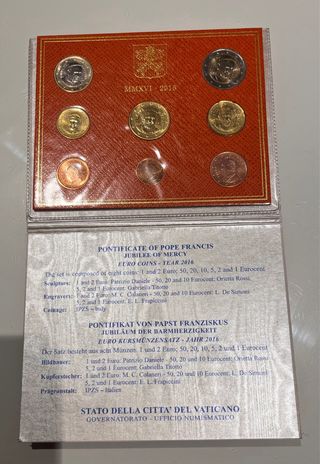 MMXVI - 2016
PONTIFICATE OF POPE FRANCIS
JUBILEE OF MERCY
EURO COINS - YEAR 2016
The set is composed of eight coins: 1 and 2 Euro; 50, 20, 10, 5, 2 and 1 Eurocent
Sculptors: 1 and 2 Euro: Patrizio Daniele - 50, 20 and 10 Eurocent: Orietta Rossi
5, 2 and 1 Eurocent: Gabriella Titotto
Engravers: 1 and 2 Euro: M. C. Colaneri - 50, 20 and 10 Eurocent: L. De Simoni
5, 2 and 1 Eurocent: E. L. Frapiccini
Coinage: IPZS - Italy
PONTIFIKAT VON PAPST FRANZISKUS
JUBILÄUM DER BARMHERZIGKEIT
EURO KURSMÜNZENSATZ - JAHR 2016
Der Satz besteht aus acht Münzen: 1 und 2 Euro; 50, 20, 10, 5, 2 und 1 Eurocent
Bildhauer: 1 und 2 Euro: Patrizio Daniele - 50, 20 und 10 Eurocent: Orietta Rossi
5, 2 und 1 Eurocent: Gabriella Titotto
Kupferstecher: 1 und 2 Euro: M. C. Colaneri - 50, 20 und 10 Eurocent: L. De Simoni
5, 2 und 1 Eurocent: E. L. Frapiccini
Prägeanstalt: IPZS - Italien
STATO DELLA CITTA' DEL VATICANO
GOVERNATORATO - UFFICIO NUMISMATICO